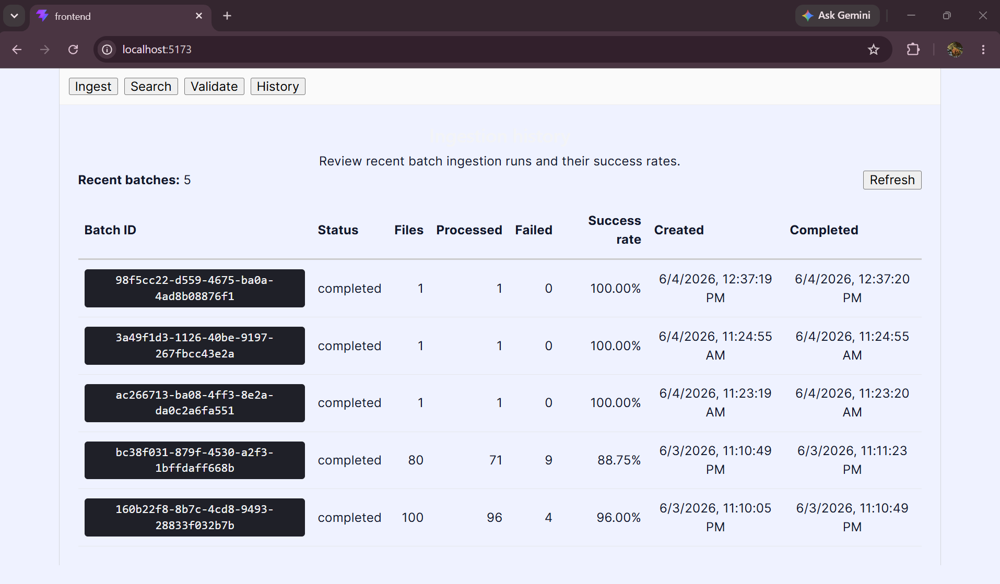 frontend
Ask Gemini
localhost:5173
Ingest Search Validate History
Ingestion history
Review recent batch ingestion runs and their success rates.
Recent batches: 5
Refresh
Batch ID Status Files Processed Failed Success rate Created Completed
98f5cc22-d559-4675-ba0a-
4ad8b08876f1
completed 1 1 0 100.00%
6/4/2026, 12:37:19
PM
6/4/2026, 12:37:20
PM
3a49f1d3-1126-40be-9197-
267fbcc43e2a
completed 1 1 0 100.00%
6/4/2026, 11:24:55
AM
6/4/2026, 11:24:55
AM
ac266713-ba08-4ff3-8e2a-
da0c2a6fa551
completed 1 1 0 100.00%
6/4/2026, 11:23:19
AM
6/4/2026, 11:23:20
AM
bc38f031-879f-4530-a2f3-
1bffdaff668b
completed 80 71 9 88.75%
6/3/2026, 11:10:49
PM
6/3/2026, 11:11:23
PM
160b22f8-8b7c-4cd8-9493-
28833f032b7b
completed 100 96 4 96.00%
6/3/2026, 11:10:05
PM
6/3/2026, 11:10:49
PM